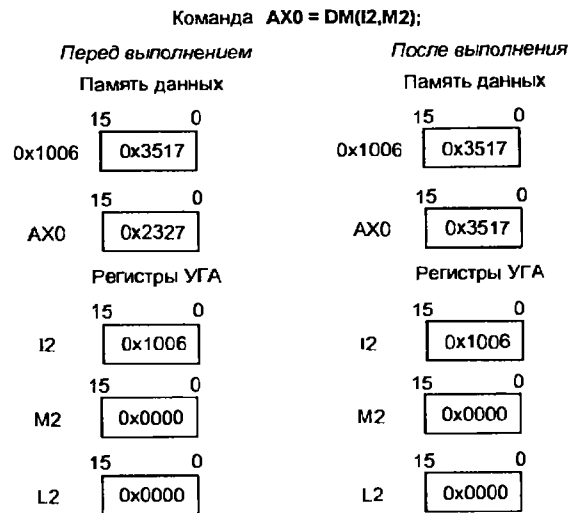 Команда AX0 = DM(I2,M2);
Перед выполнением После выполнения
Память данных Память данных
15 0 15 0
0x1006 0x3517 0x1006 0x3517
15 0 15 0
AX0 0x2327 AX0 0x3517
Регистры УГА Регистры УГА
15 0 15 0
I2 0x1006 I2 0x1006
15 0 15 0
M2 0x0000 M2 0x0000
15 0 15 0
L2 0x0000 L2 0x0000